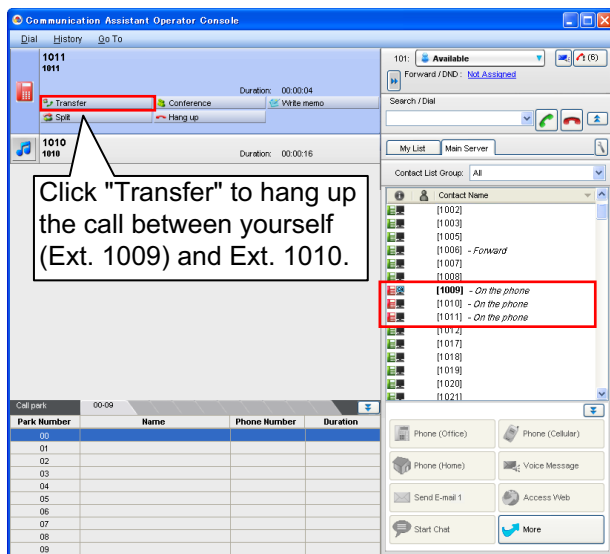 Communication Assistant Operator Console
Dial History Go To
1011
1011
Duration: 00:00:04
Transfer Conference Write memo
Split Hang up
1010
1010
Duration: 00:00:16
Click "Transfer" to hang up
the call between yourself
(Ext. 1009) and Ext. 1010.
101: Available (6)
Forward / DND : Not Assigned
Search / Dial
My List Main Server
Contact List Group: All
Contact Name
[1002]
[1003]
[1005]
[1006] - Forward
[1007]
[1008]
[1009] - On the phone
[1010] - On the phone
[1011] - On the phone
[1012]
[1017]
[1018]
[1019]
[1020]
[1021]
Call park 00-09
Park Number Name Phone Number Duration
00
01
02
03
04
05
06
07
08
09
Phone (Office) Phone (Cellular)
Phone (Home) Voice Message
Send E-mail 1 Access Web
Start Chat More